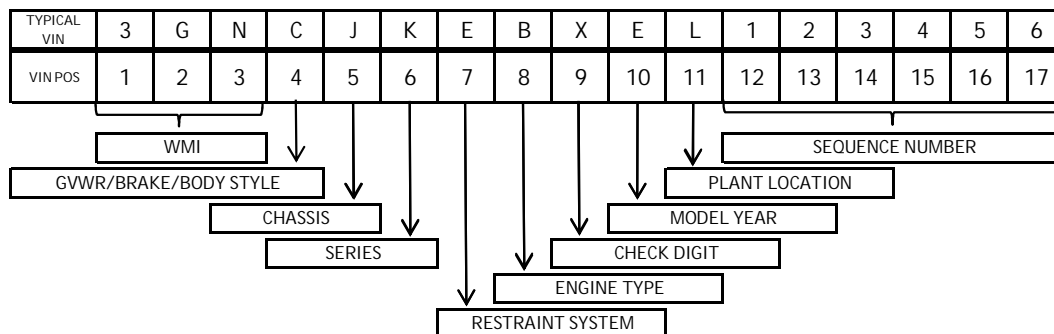 TYPICAL VIN 3 G N C J K E B X E L 1 2 3 4 5 6
VIN POS 1 2 3 4 5 6 7 8 9 10 11 12 13 14 15 16 17
WMI SEQUENCE NUMBER
GVWR/BRAKE/BODY STYLE PLANT LOCATION
CHASSIS MODEL YEAR
SERIES CHECK DIGIT
ENGINE TYPE
RESTRAINT SYSTEM